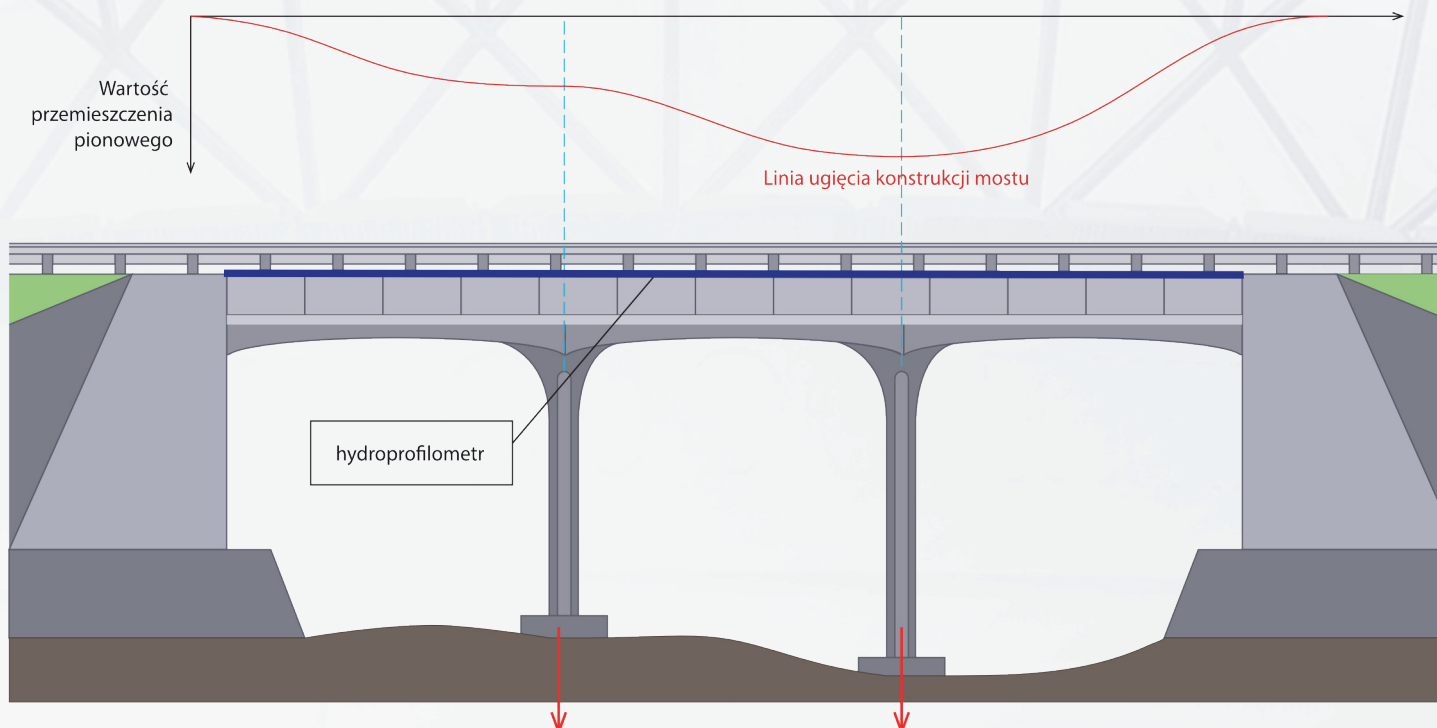 Wartość
przemieszczenia
pionowego
Linia ugięcia konstrukcji mostu
hydroprofilometr